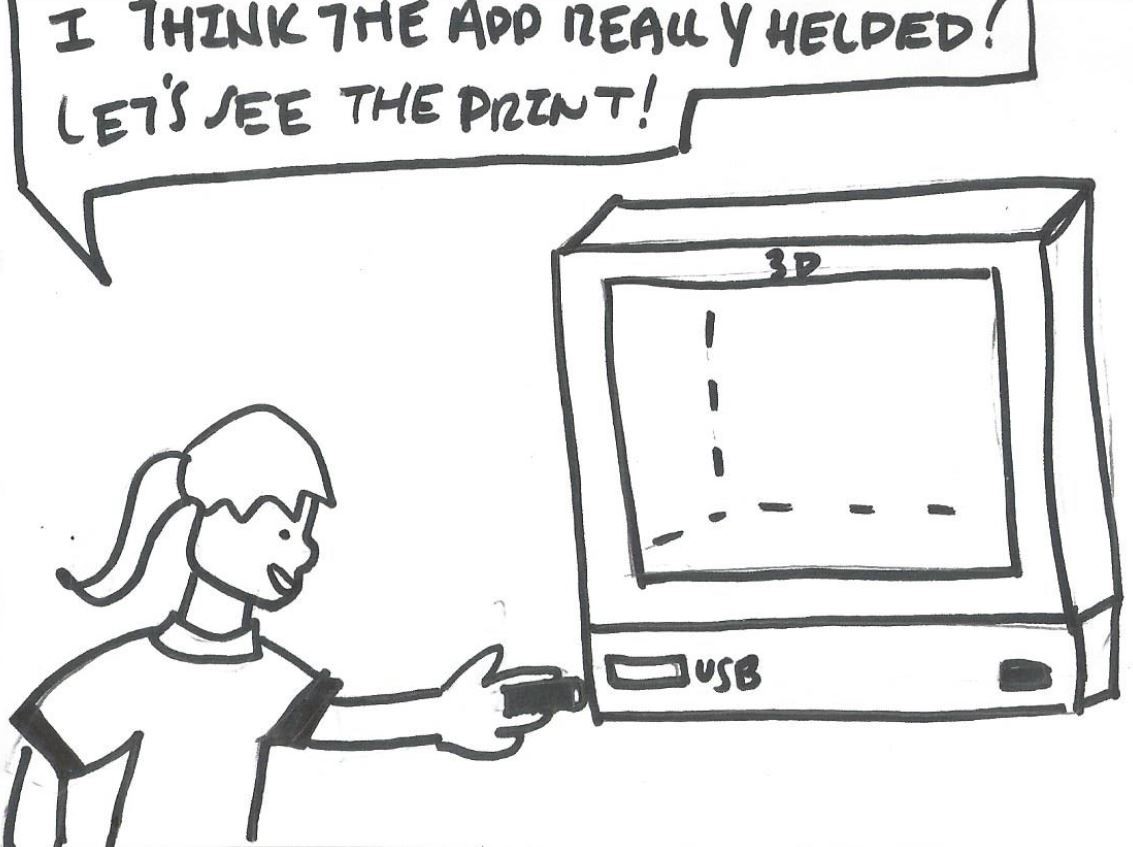 I THINK THE APP REALLY HELPED!
LET'S SEE THE PRINT!
3D
USB